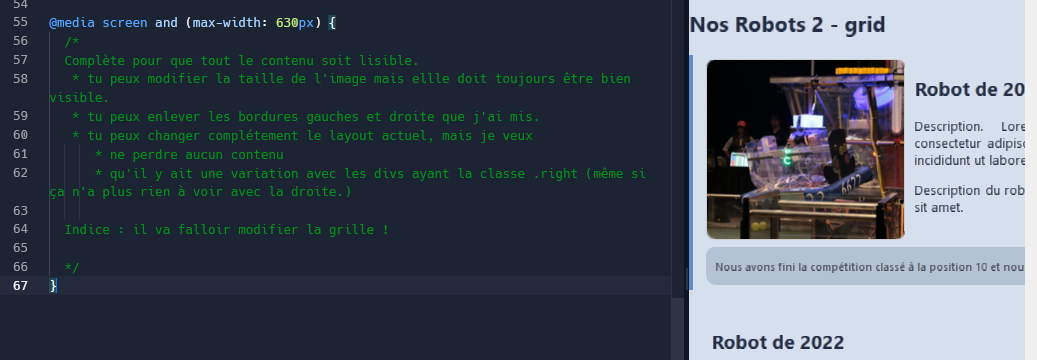 54
55 @media screen and (max-width: 630px) {
56 /*
57 Complète pour que tout le contenu soit lisible.
58 * tu peux modifier la taille de l'image mais ellle doit toujours être bien
visible.
59 * tu peux enlever les bordures gauches et droite que j'ai mis.
60 * tu peux changer complétement le layout actuel, mais je veux
61 * ne perdre aucun contenu
62 * qu'il y ait une variation avec les divs ayant la classe .right (même si
ça n'a plus rien à voir avec la droite.)
63
64 Indice : il va falloir modifier la grille !
65
66 */
67 }
Nos Robots 2 - grid
Robot de 20
Description. Lore
consectetur adipisc
incididunt ut labore
Description du rob
sit amet.
6622
Nous avons fini la compétition classé à la position 10 et nou
Robot de 2022